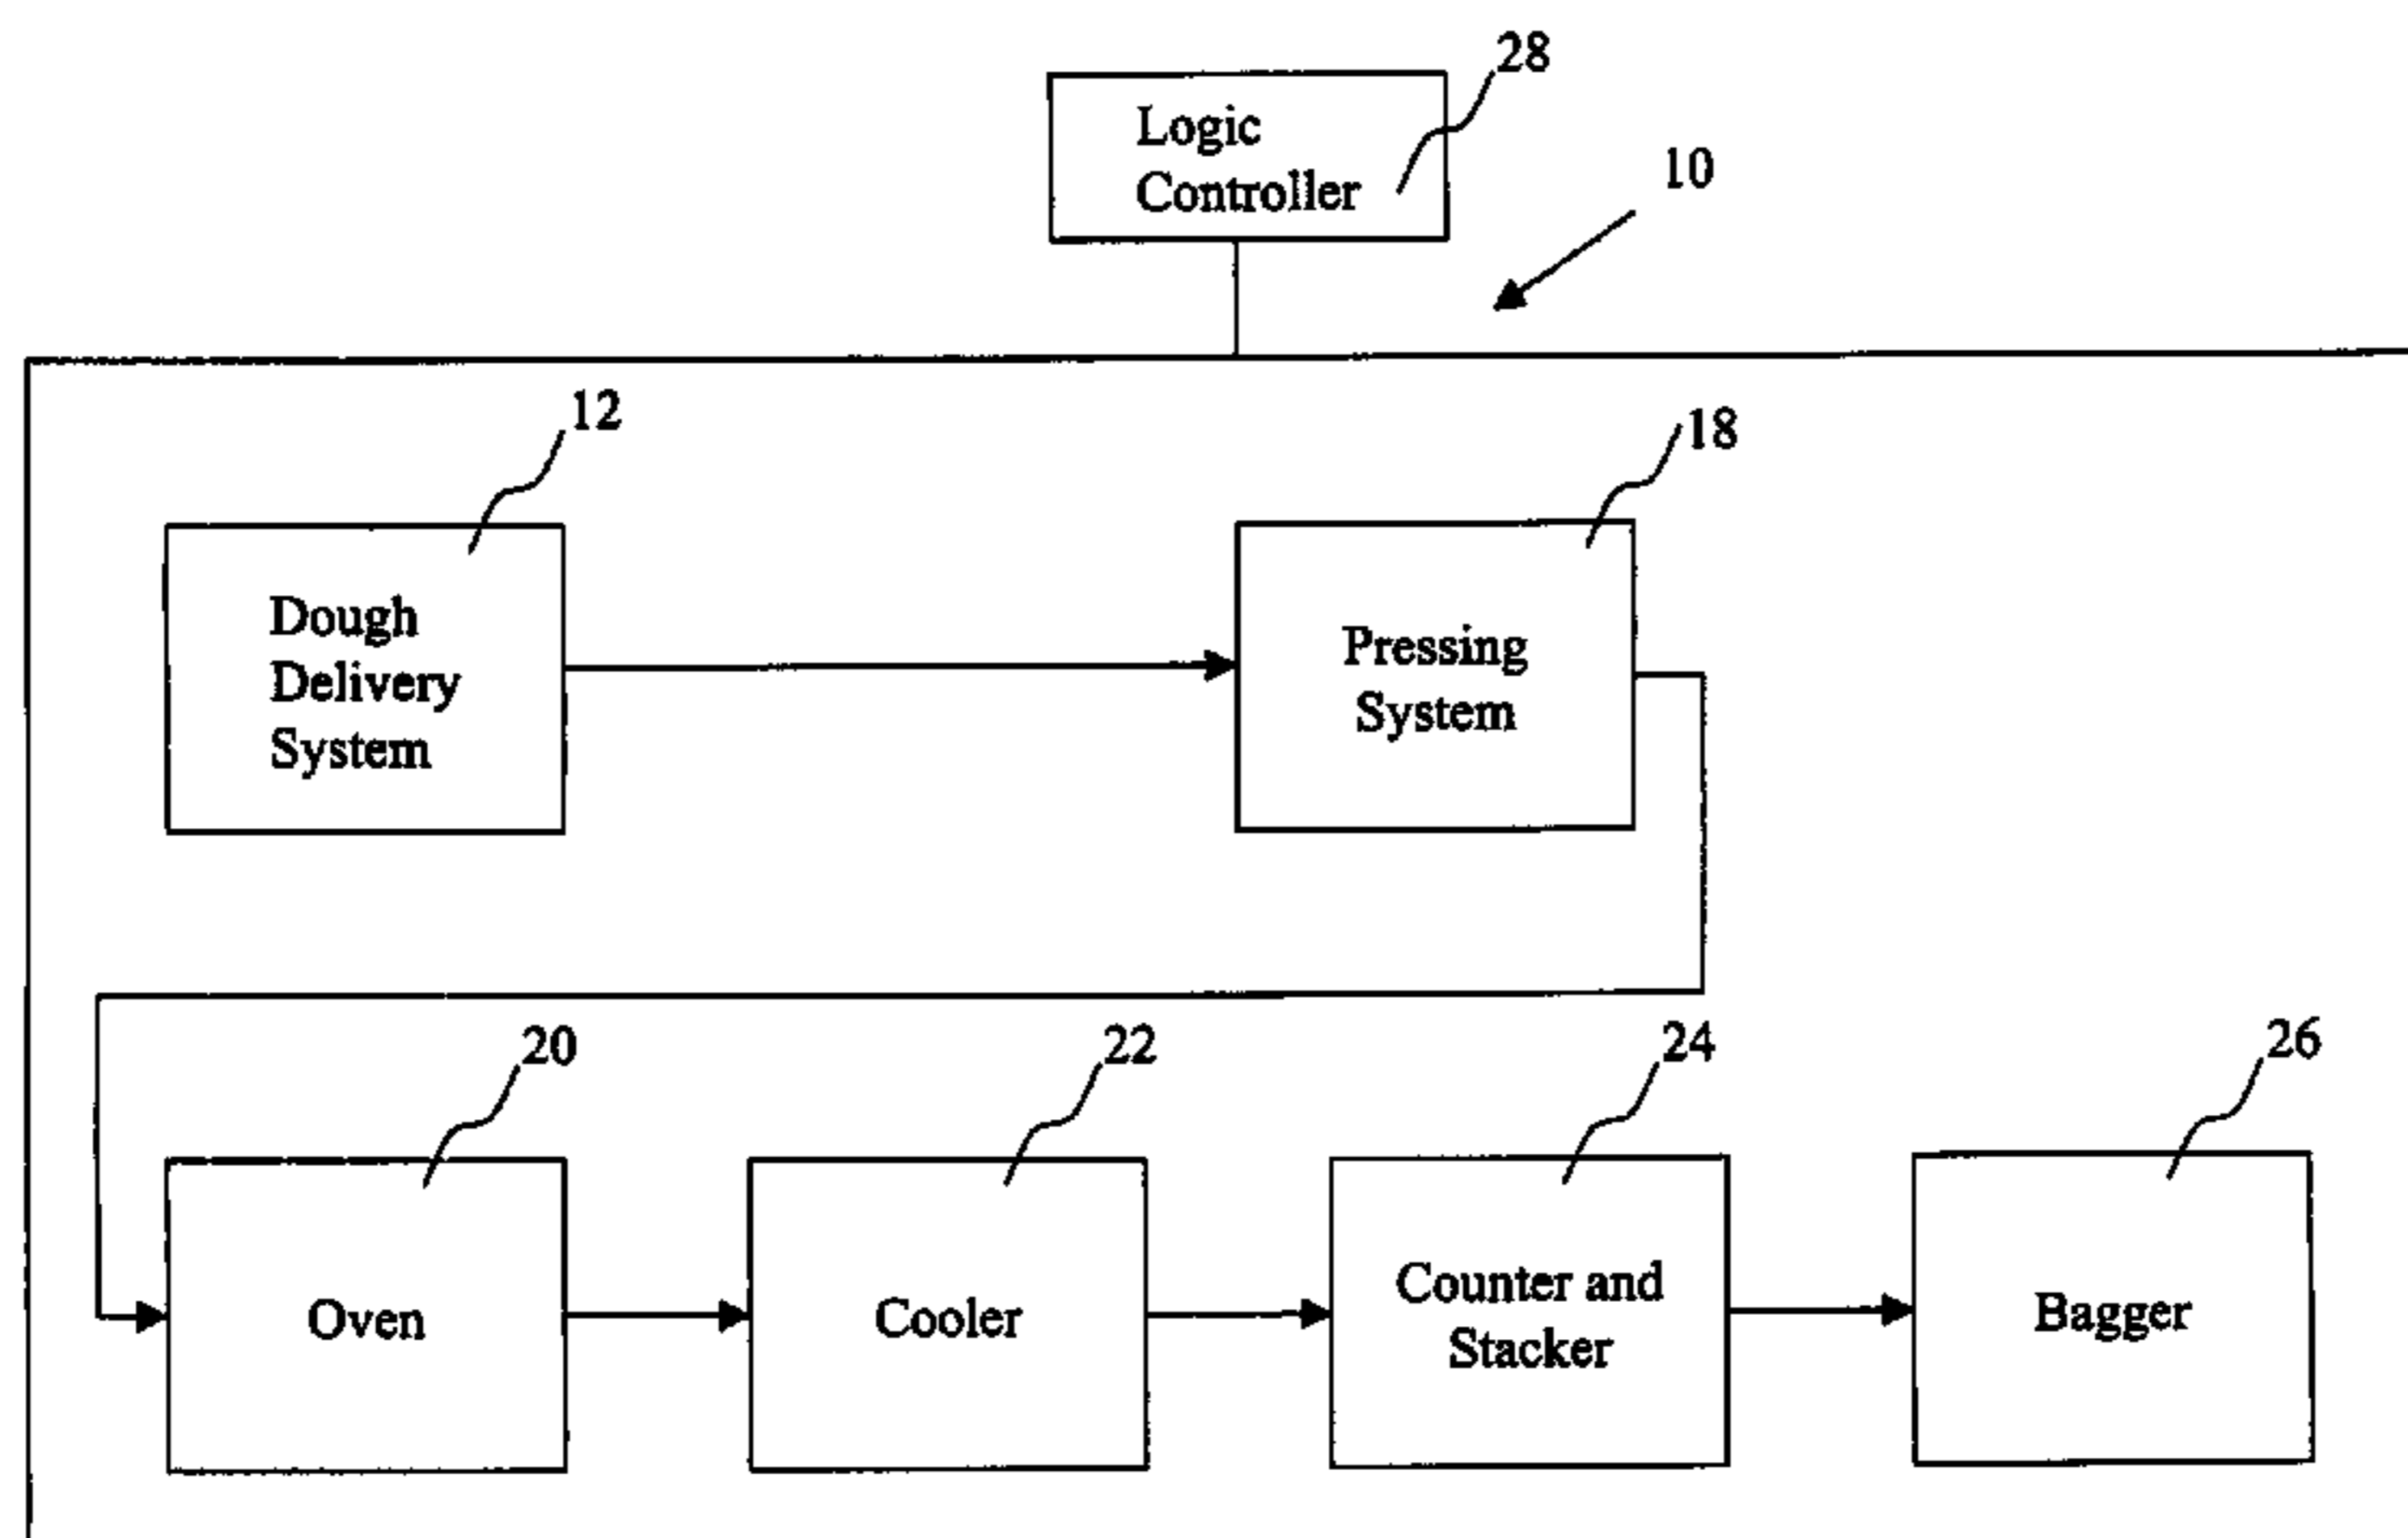 28
Logic
Controller
10
12
18
Dough
Delivery
System
Pressing
System
20
22
24
26
Oven
Cooler
Counter and
Stacker
Bagger